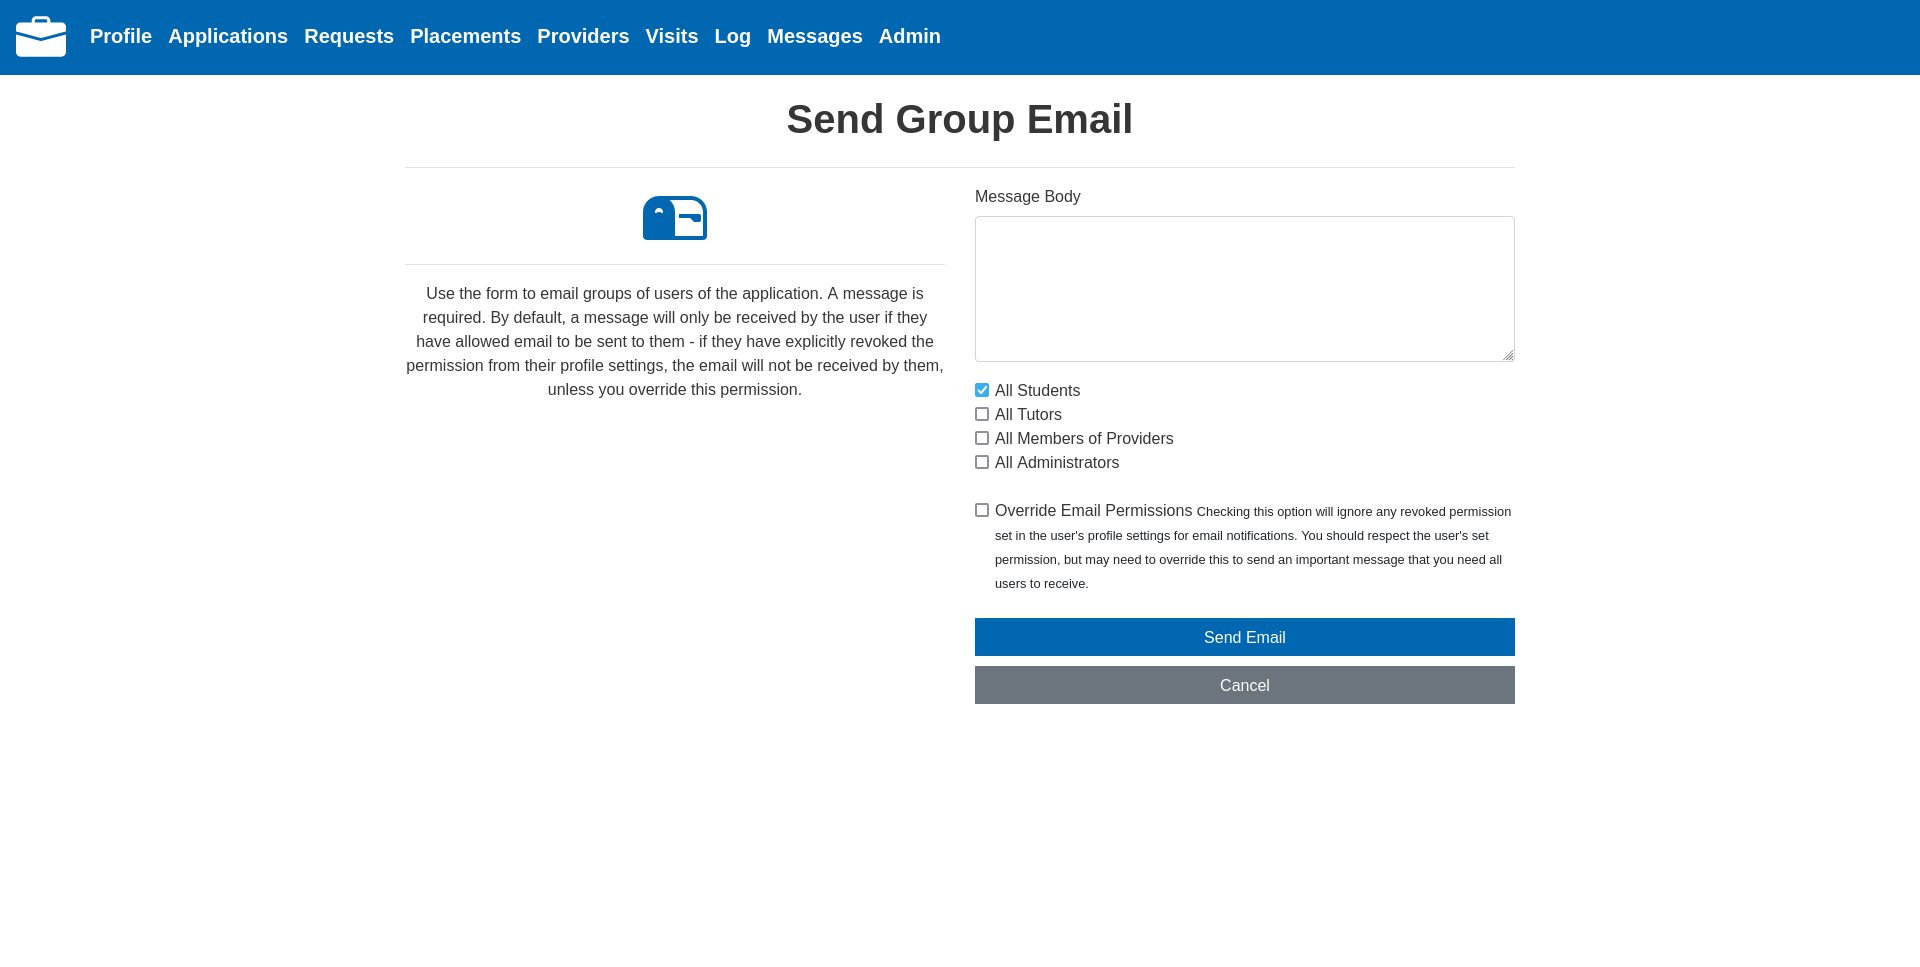 Profile Applications Requests Placements Providers Visits Log Messages Admin
Send Group Email
Use the form to email groups of users of the application. A message is
required. By default, a message will only be received by the user if they
have allowed email to be sent to them - if they have explicitly revoked the
permission from their profile settings, the email will not be received by them,
unless you override this permission.
Message Body
All Students
All Tutors
All Members of Providers
All Administrators
Override Email Permissions Checking this option will ignore any revoked permission
set in the user's profile settings for email notifications. You should respect the user's set
permission, but may need to override this to send an important message that you need all
users to receive.
Send Email
Cancel